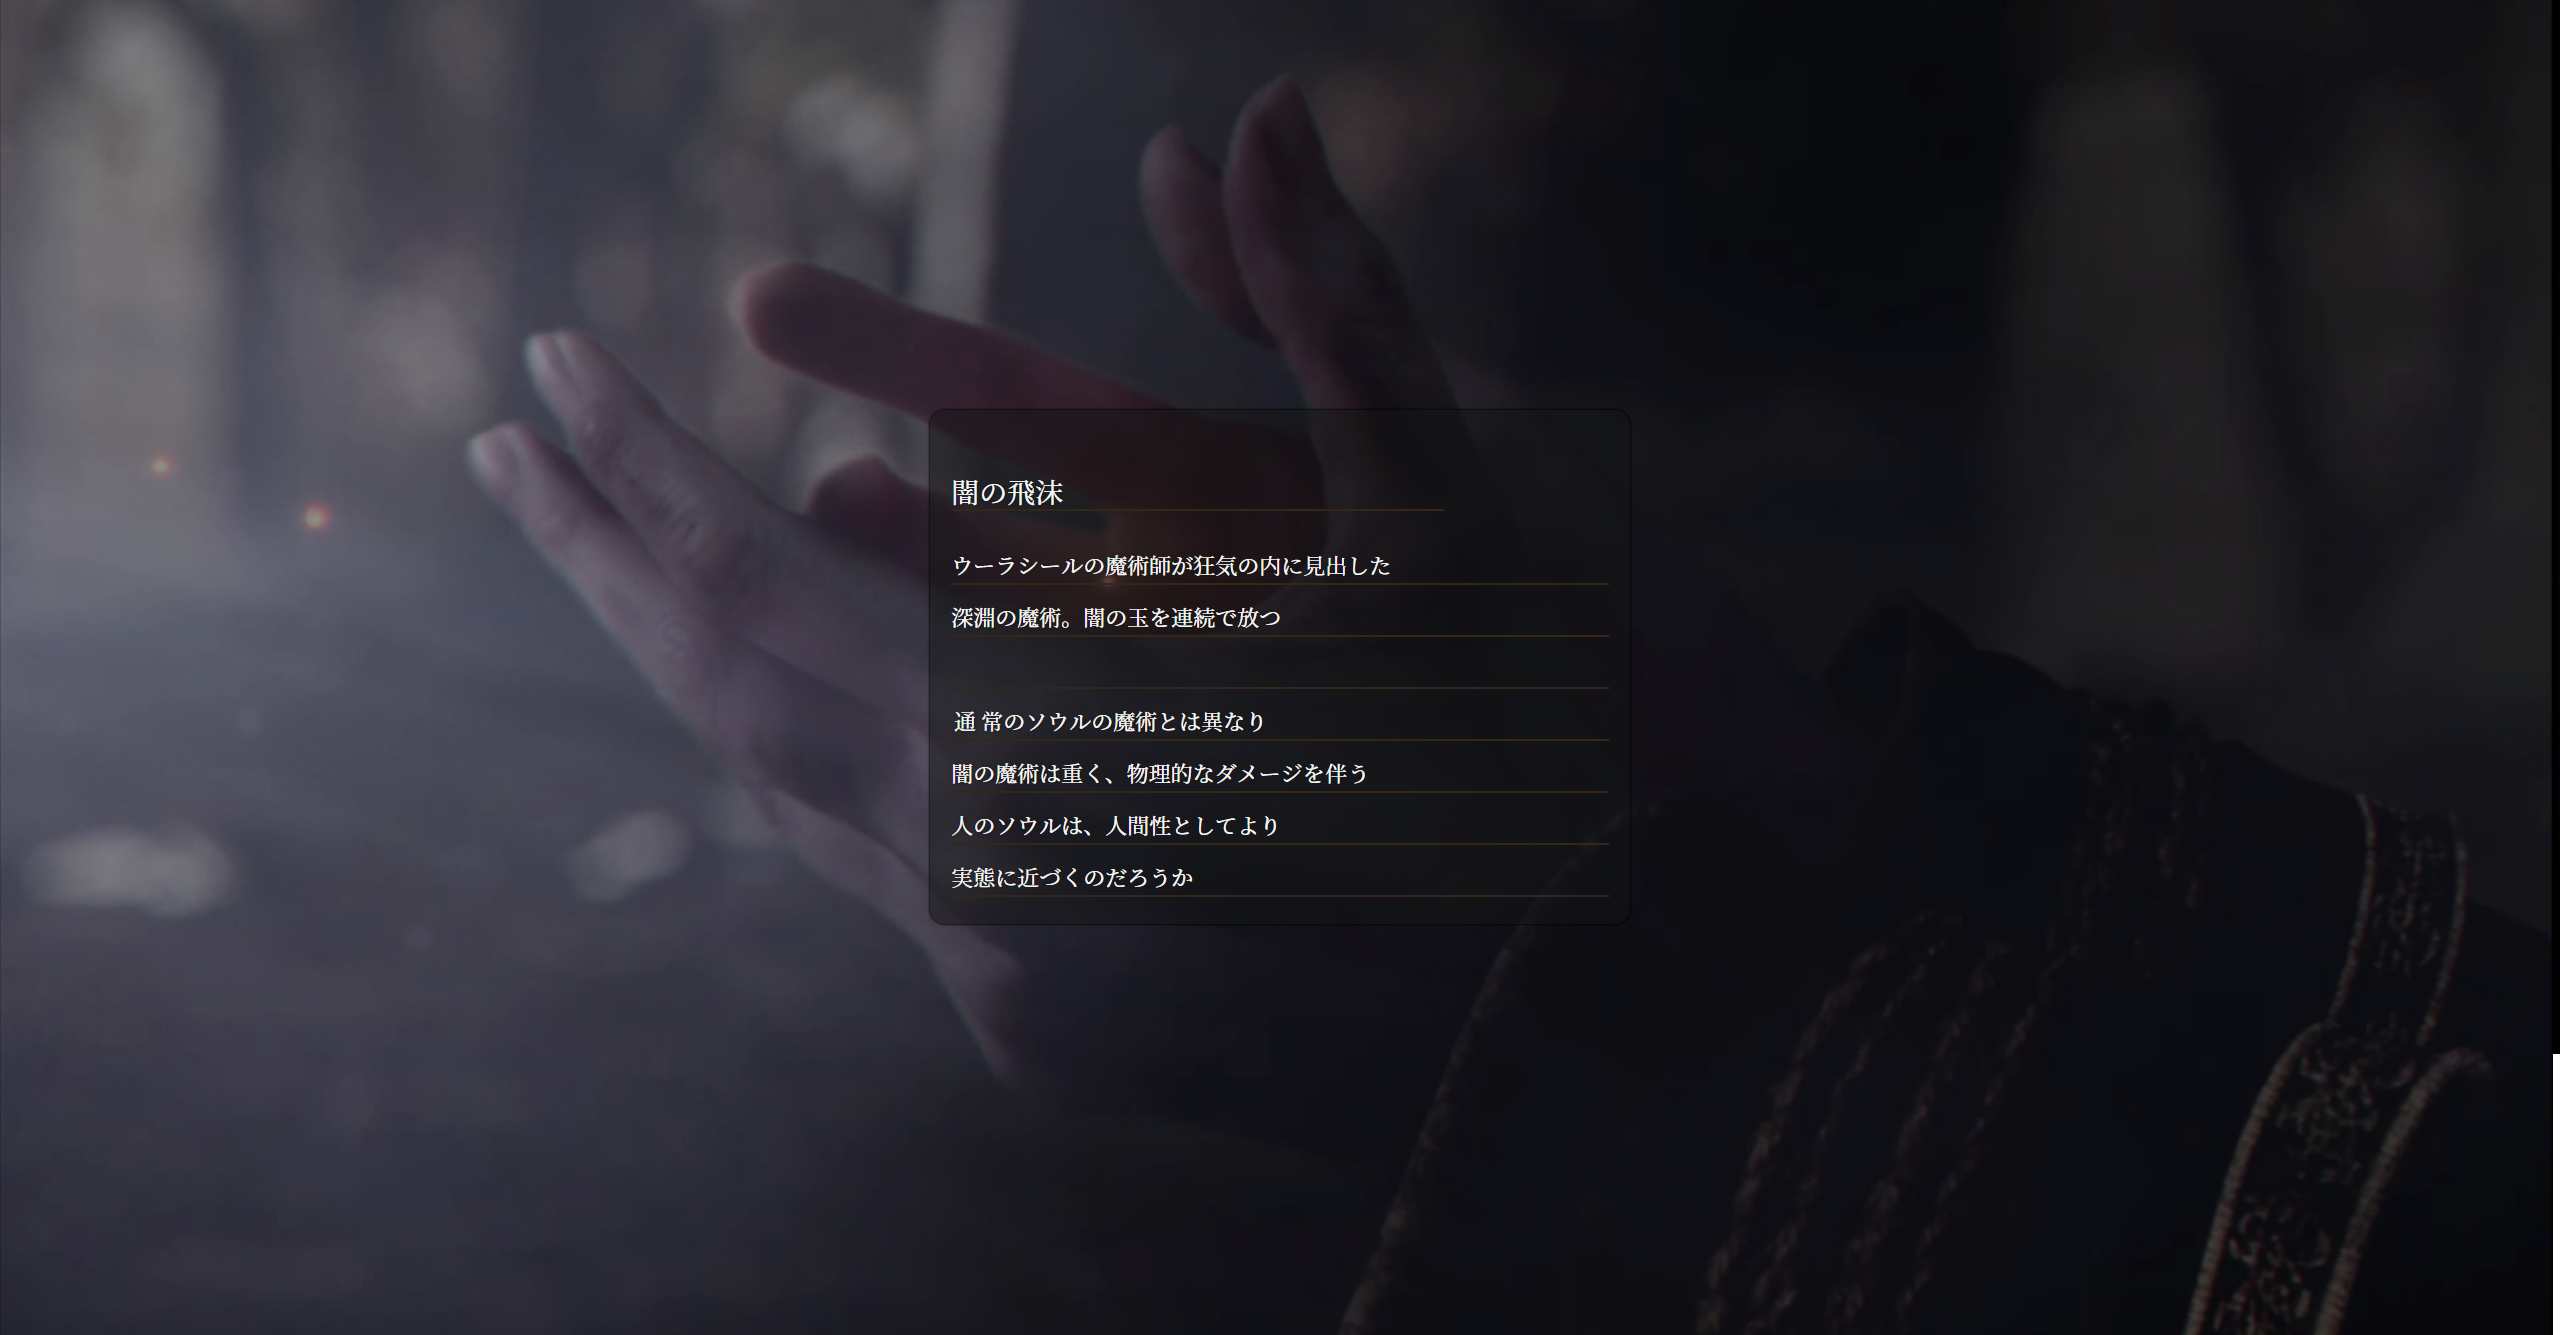 闇の飛沫
ウーラシールの魔術師が狂気の内に見出した
深淵の魔術。闇の玉を連続で放つ
通 常のソウルの魔術とは異なり
闇の魔術は重く、物理的なダメージを伴う
人のソウルは、人間性としてより
実態に近づくのだろうか